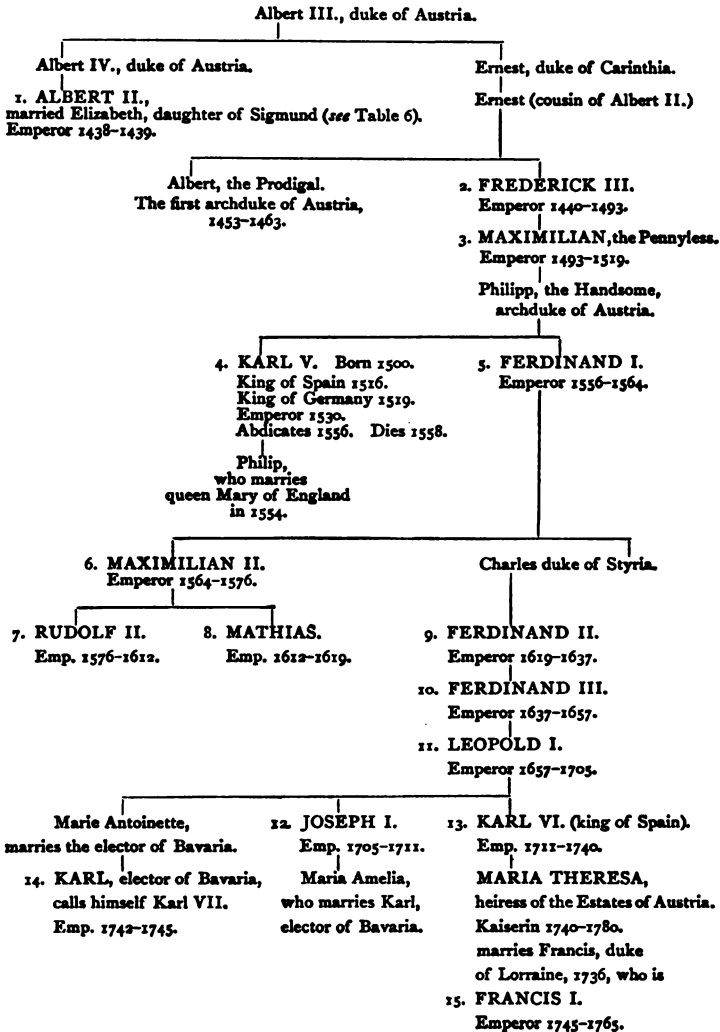 Albert III., duke of Austria.
Albert IV., duke of Austria.
Ernest, duke of Carinthia.
1. ALBERT II.,
married Elizabeth, daughter of Sigmund (see Table 6).
Emperor 1438–1439.
Ernest (cousin of Albert II.)
Albert, the Prodigal.
The first archduke of Austria,
1453–1463.
2. FREDERICK III.
Emperor 1440–1493.
3. MAXIMILIAN, the Pennyless.
Emperor 1493–1519.
Philipp, the Handsome,
archduke of Austria.
4. KARL V. Born 1500.
King of Spain 1516.
King of Germany 1519.
Emperor 1530.
Abdicates 1556. Dies 1558.
5. FERDINAND I.
Emperor 1556–1564.
Philip,
who marries
queen Mary of England
in 1554.
6. MAXIMILIAN II.
Emperor 1564–1576.
Charles duke of Styria.
7. RUDOLF II.
Emp. 1576–1612.
8. MATHIAS.
Emp. 1612–1619.
9. FERDINAND II.
Emperor 1619–1637.
10. FERDINAND III.
Emperor 1637–1657.
11. LEOPOLD I.
Emperor 1657–1705.
Marie Antoinette,
marries the elector of Bavaria.
14. KARL, elector of Bavaria,
calls himself Karl VII.
Emp. 1742–1745.
12. JOSEPH I.
Emp. 1705–1711.
Maria Amelia,
who marries Karl,
elector of Bavaria.
13. KARL VI. (king of Spain).
Emp. 1711–1740.
MARIA THERESA,
heiress of the Estates of Austria.
Kaiserin 1740–1780.
marries Francis, duke
of Lorraine, 1736, who is
15. FRANCIS I.
Emperor 1745–1765.